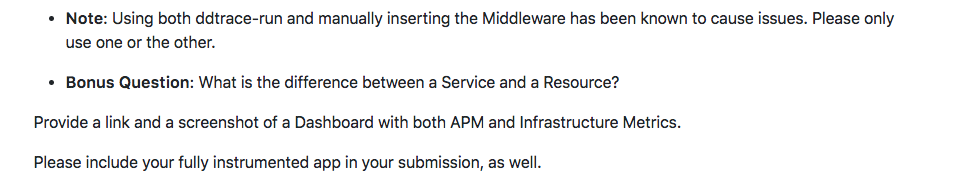 • Note: Using both ddtrace-run and manually inserting the Middleware has been known to cause issues. Please only
use one or the other.
• Bonus Question: What is the difference between a Service and a Resource?
Provide a link and a screenshot of a Dashboard with both APM and Infrastructure Metrics.
Please include your fully instrumented app in your submission, as well.